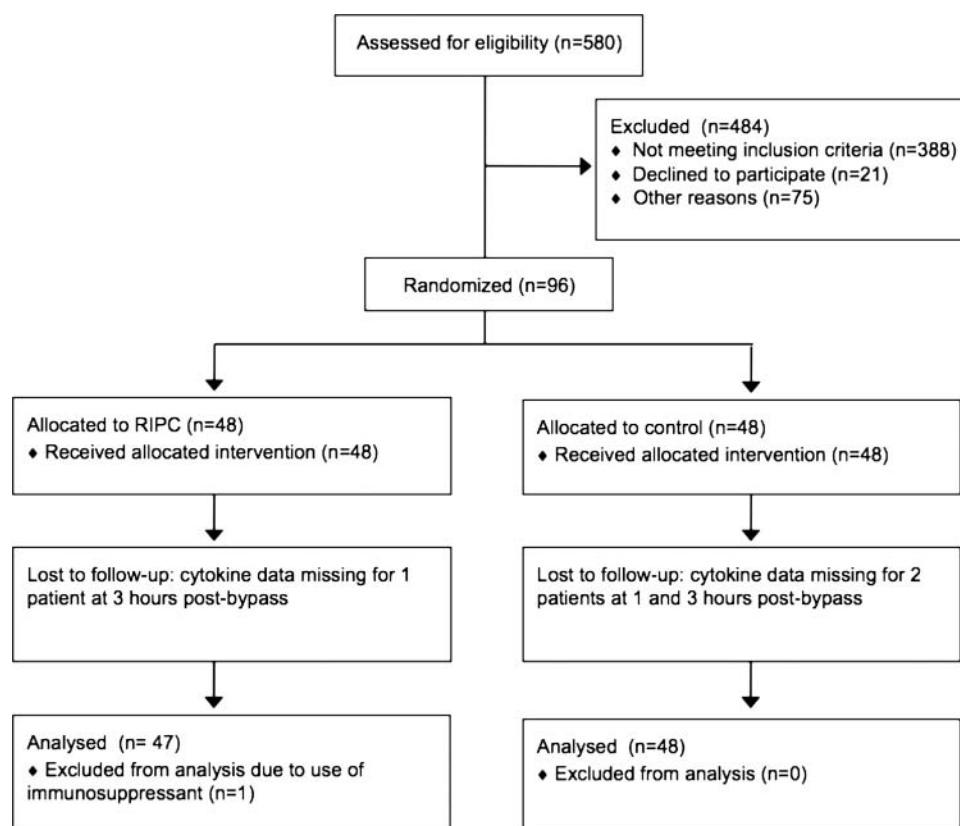 Assessed for eligibility (n=580)
Excluded (n=484)
♦ Not meeting inclusion criteria (n=388)
♦ Declined to participate (n=21)
♦ Other reasons (n=75)
Randomized (n=96)
Allocated to RIPC (n=48)
♦ Received allocated intervention (n=48)
Allocated to control (n=48)
♦ Received allocated intervention (n=48)
Lost to follow-up: cytokine data missing for 1
patient at 3 hours post-bypass
Lost to follow-up: cytokine data missing for 2
patients at 1 and 3 hours post-bypass
Analysed (n= 47)
♦ Excluded from analysis due to use of
immunosuppressant (n=1)
Analysed (n=48)
♦ Excluded from analysis (n=0)